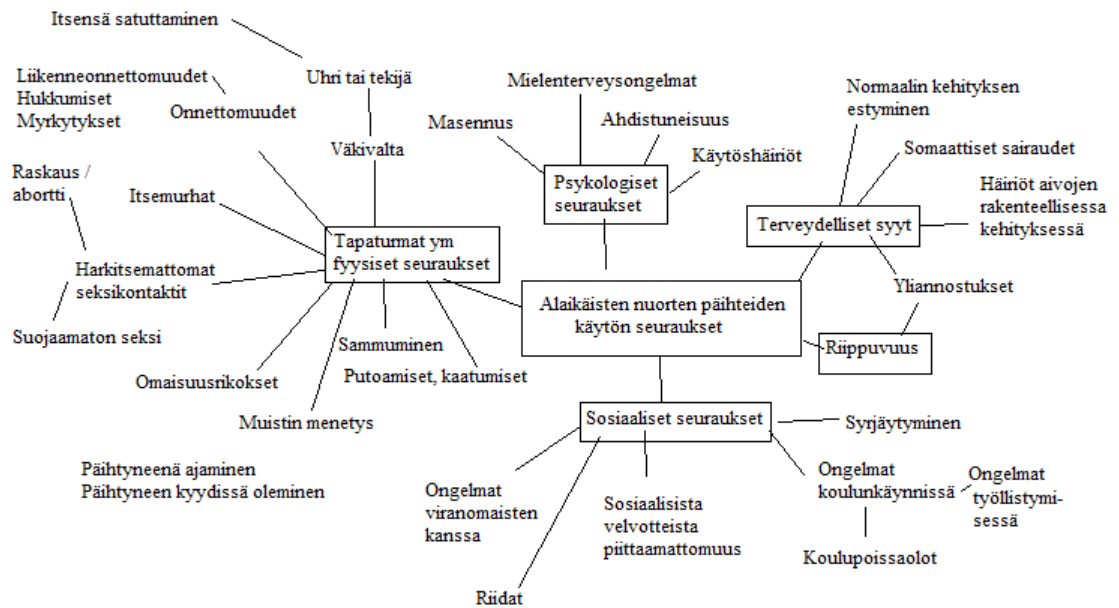 Itsensä satuttaminen
Liikenneonnettomuudet
Hukkumiset
Myrkytykset
Onnettomuudet
Uhri tai tekijä
Väkivalta
Raskaus /
abortti
Itsemurhat
Tapaturmat ym
fyysiset seuraukset
Harkitsemattomat
seksikontaktit
Suojaamaton seksi
Omaisuusrikokset
Muistin menetys
Sammuminen
Putoamiset, kaatumiset
Päihtyneenä ajaminen
Päihtyneen kyydissä oleminen
Mielenterveysongelmat
Masennus
Ahdistuneisuus
Käytöshäiriöt
Psykologiset
seuraukset
Normaalin kehityksen
estyminen
Somaattiset sairaudet
Häiriöt aivojen
rakenteellisessa
kehityksessä
Terveydelliset syyt
Yliannostukset
Riippuvuus
Alaikäisten nuorten päihteiden
käytön seuraukset
Sosiaaliset seuraukset
Syrjäytyminen
Ongelmat
koulunkäynnissä
Ongelmat
työllistymi-
sessä
Koulupoissaolot
Sosiaalisista
velvotteista
piittaamattomuus
Ongelmat
viranomaisten
kanssa
Riidat